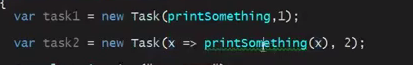 {
var task1 = new Task(printSomething,1);
var task2 = new Task(x => printSomething(x), 2);